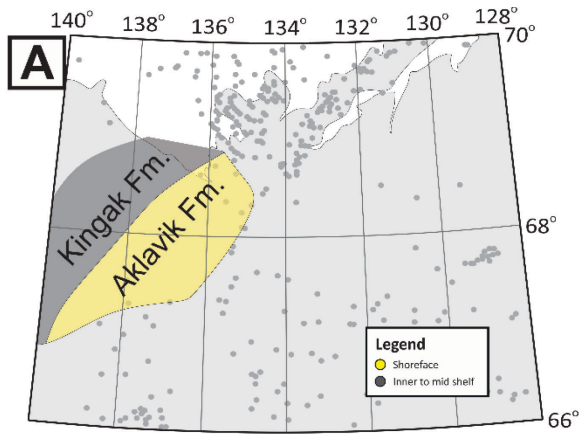 140° 138° 136° 134° 132° 130° 128°
70°
A
Kingak Fm.
Aklavik Fm.
68°
Legend
Shoreface
Inner to mid shelf
66°